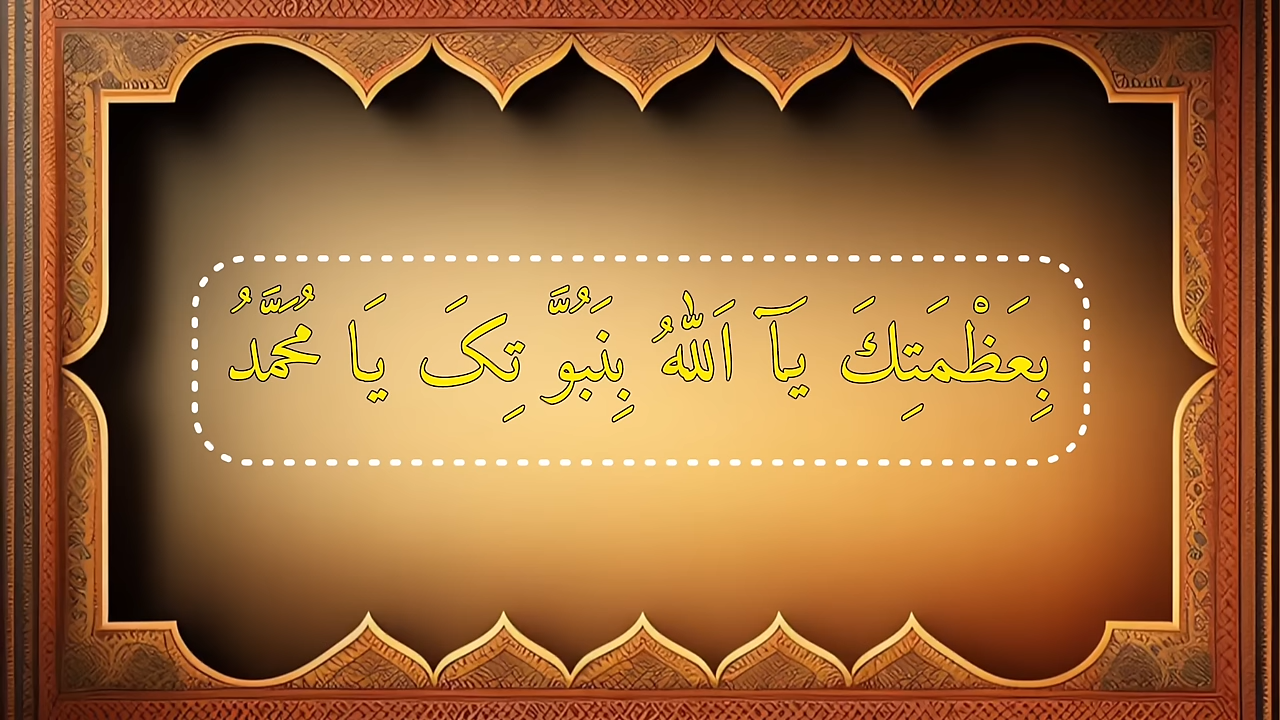 بِعَظْمَتِكَ يَآ اَللّٰهُ بِنَبُوَّ تِکَ يَا مُحَمَّدُ